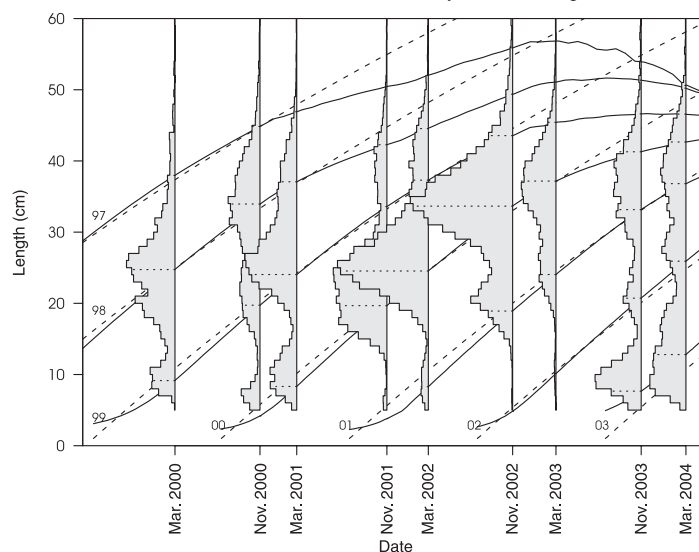 60
50
40
30
20
10
0
Length (cm)
97
98
99
00
01
02
03
Mar. 2000
Nov. 2000
Mar. 2001
Nov. 2001
Mar. 2002
Nov. 2002
Mar. 2003
Nov. 2003
Mar. 2004
Date